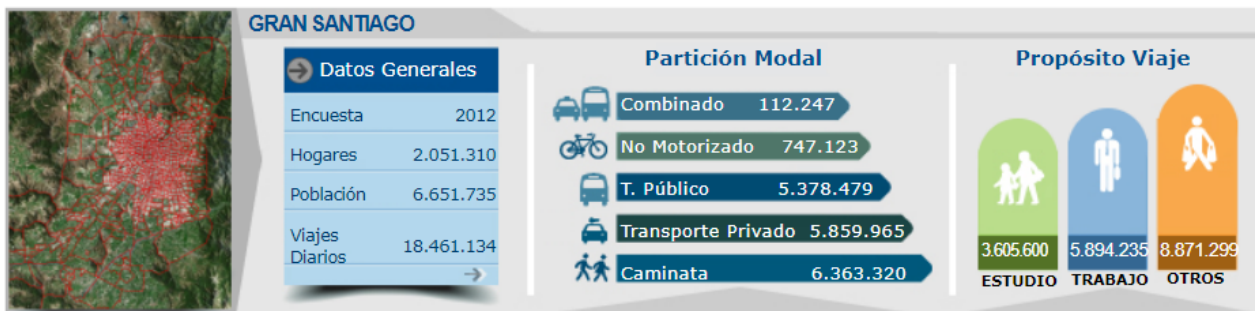 GRAN SANTIAGO
Datos Generales
Encuesta 2012
Hogares 2.051.310
Población 6.651.735
Viajes
Diarios 18.461.134
Partición Modal
Combinado 112.247
No Motorizado 747.123
T. Público 5.378.479
Transporte Privado 5.859.965
Caminata 6.363.320
Propósito Viaje
3.605.600 5.894.235 8.871.299
ESTUDIO TRABAJO OTROS